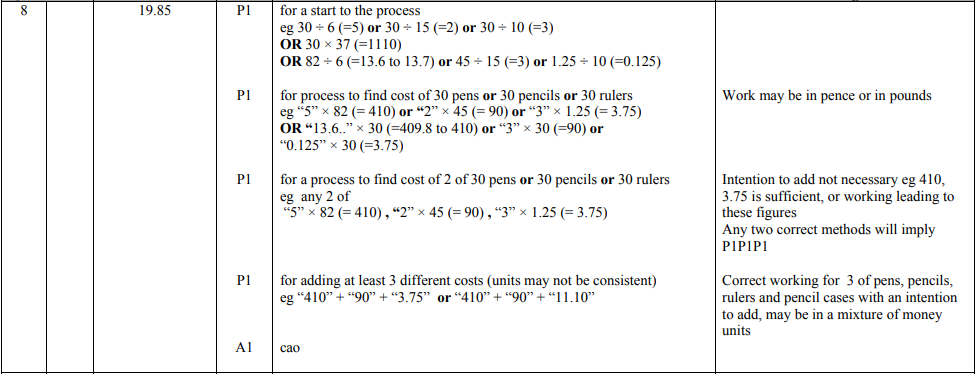 8 19.85 P1 for a start to the process
eg 30 ÷ 6 (=5) or 30 ÷ 15 (=2) or 30 ÷ 10 (=3)
OR 30 × 37 (=1110)
OR 82 ÷ 6 (=13.6 to 13.7) or 45 ÷ 15 (=3) or 1.25 ÷ 10 (=0.125)
P1 for process to find cost of 30 pens or 30 pencils or 30 rulers
eg “5” × 82 (= 410) or “2” × 45 (= 90) or “3” × 1.25 (= 3.75)
OR “13.6..” × 30 (=409.8 to 410) or “3” × 30 (=90) or
“0.125” × 30 (=3.75)
Work may be in pence or in pounds
P1 for a process to find cost of 2 of 30 pens or 30 pencils or 30 rulers
eg any 2 of
“5” × 82 (= 410) , “2” × 45 (= 90) , “3” × 1.25 (= 3.75)
Intention to add not necessary eg 410,
3.75 is sufficient, or working leading to
these figures
Any two correct methods will imply
P1P1P1
P1 for adding at least 3 different costs (units may not be consistent)
eg “410” + “90” + “3.75” or “410” + “90” + “11.10”
Correct working for 3 of pens, pencils,
rulers and pencil cases with an intention
to add, may be in a mixture of money
units
A1 cao